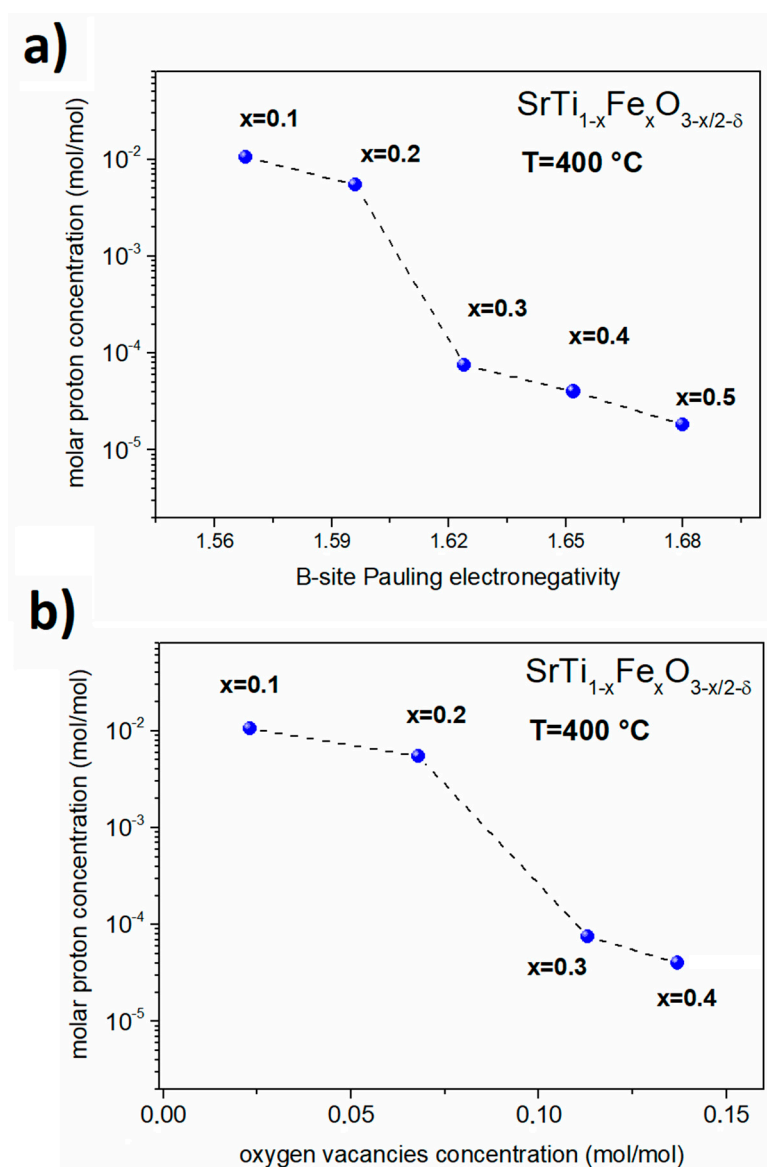 a)
SrTi1-xFexO3-x/2-δ
T=400 °C
x=0.1
x=0.2
x=0.3
x=0.4
x=0.5
10-2
10-3
10-4
10-5
molar proton concentration (mol/mol)
1.56 1.59 1.62 1.65 1.68
B-site Pauling electronegativity
b)
SrTi1-xFexO3-x/2-δ
T=400 °C
x=0.1
x=0.2
x=0.3
x=0.4
10-2
10-3
10-4
10-5
molar proton concentration (mol/mol)
0.00 0.05 0.10 0.15
oxygen vacancies concentration (mol/mol)